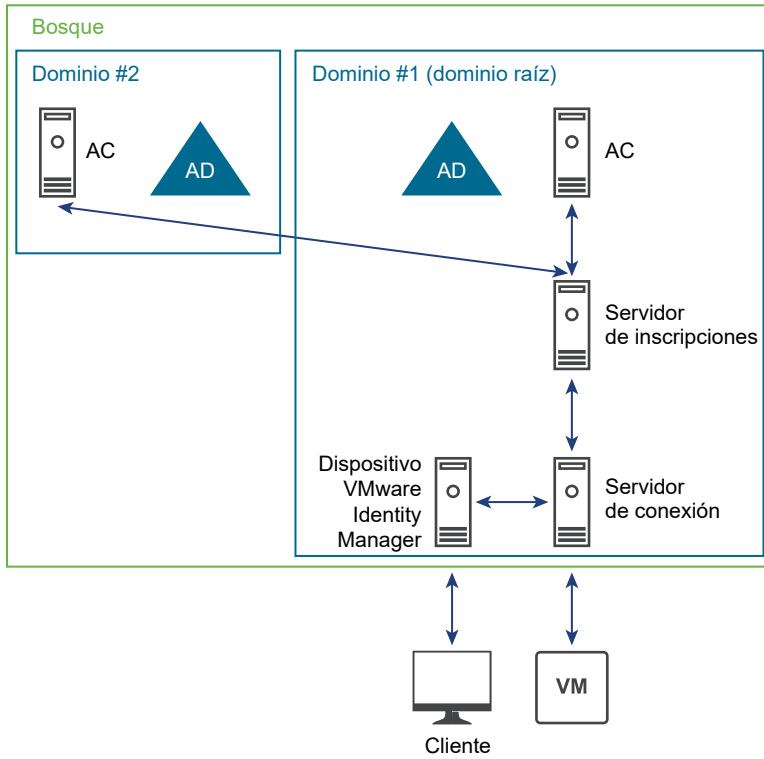 Bosque
Dominio #2
Dominio #1 (dominio raíz)
AC
AD
AD
AC
Servidor
de inscripciones
Dispositivo
VMware
Identity
Manager
Servidor
de conexión
VM
Cliente